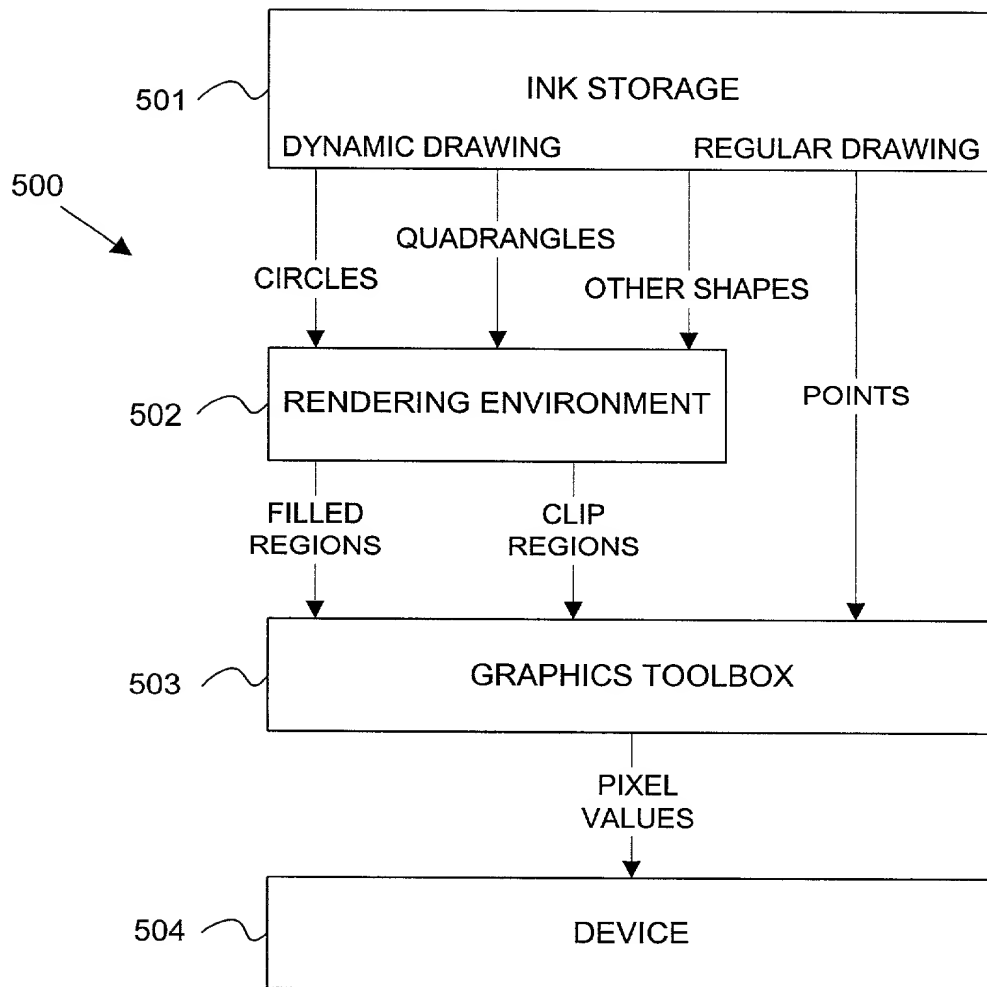 INK STORAGE
501
DYNAMIC DRAWING
REGULAR DRAWING
500
QUADRANGLES
CIRCLES
OTHER SHAPES
RENDERING ENVIRONMENT
502
POINTS
FILLED
REGIONS
CLIP
REGIONS
GRAPHICS TOOLBOX
503
PIXEL
VALUES
504
DEVICE